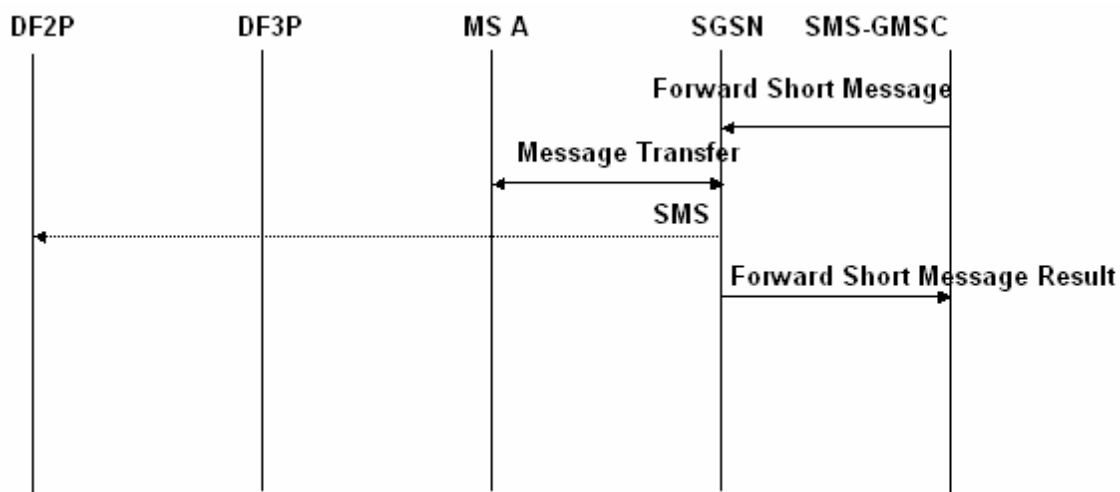 DF2P DF3P MS A SGSN SMS-GMSC
Forward Short Message
Message Transfer
SMS
Forward Short Message Result